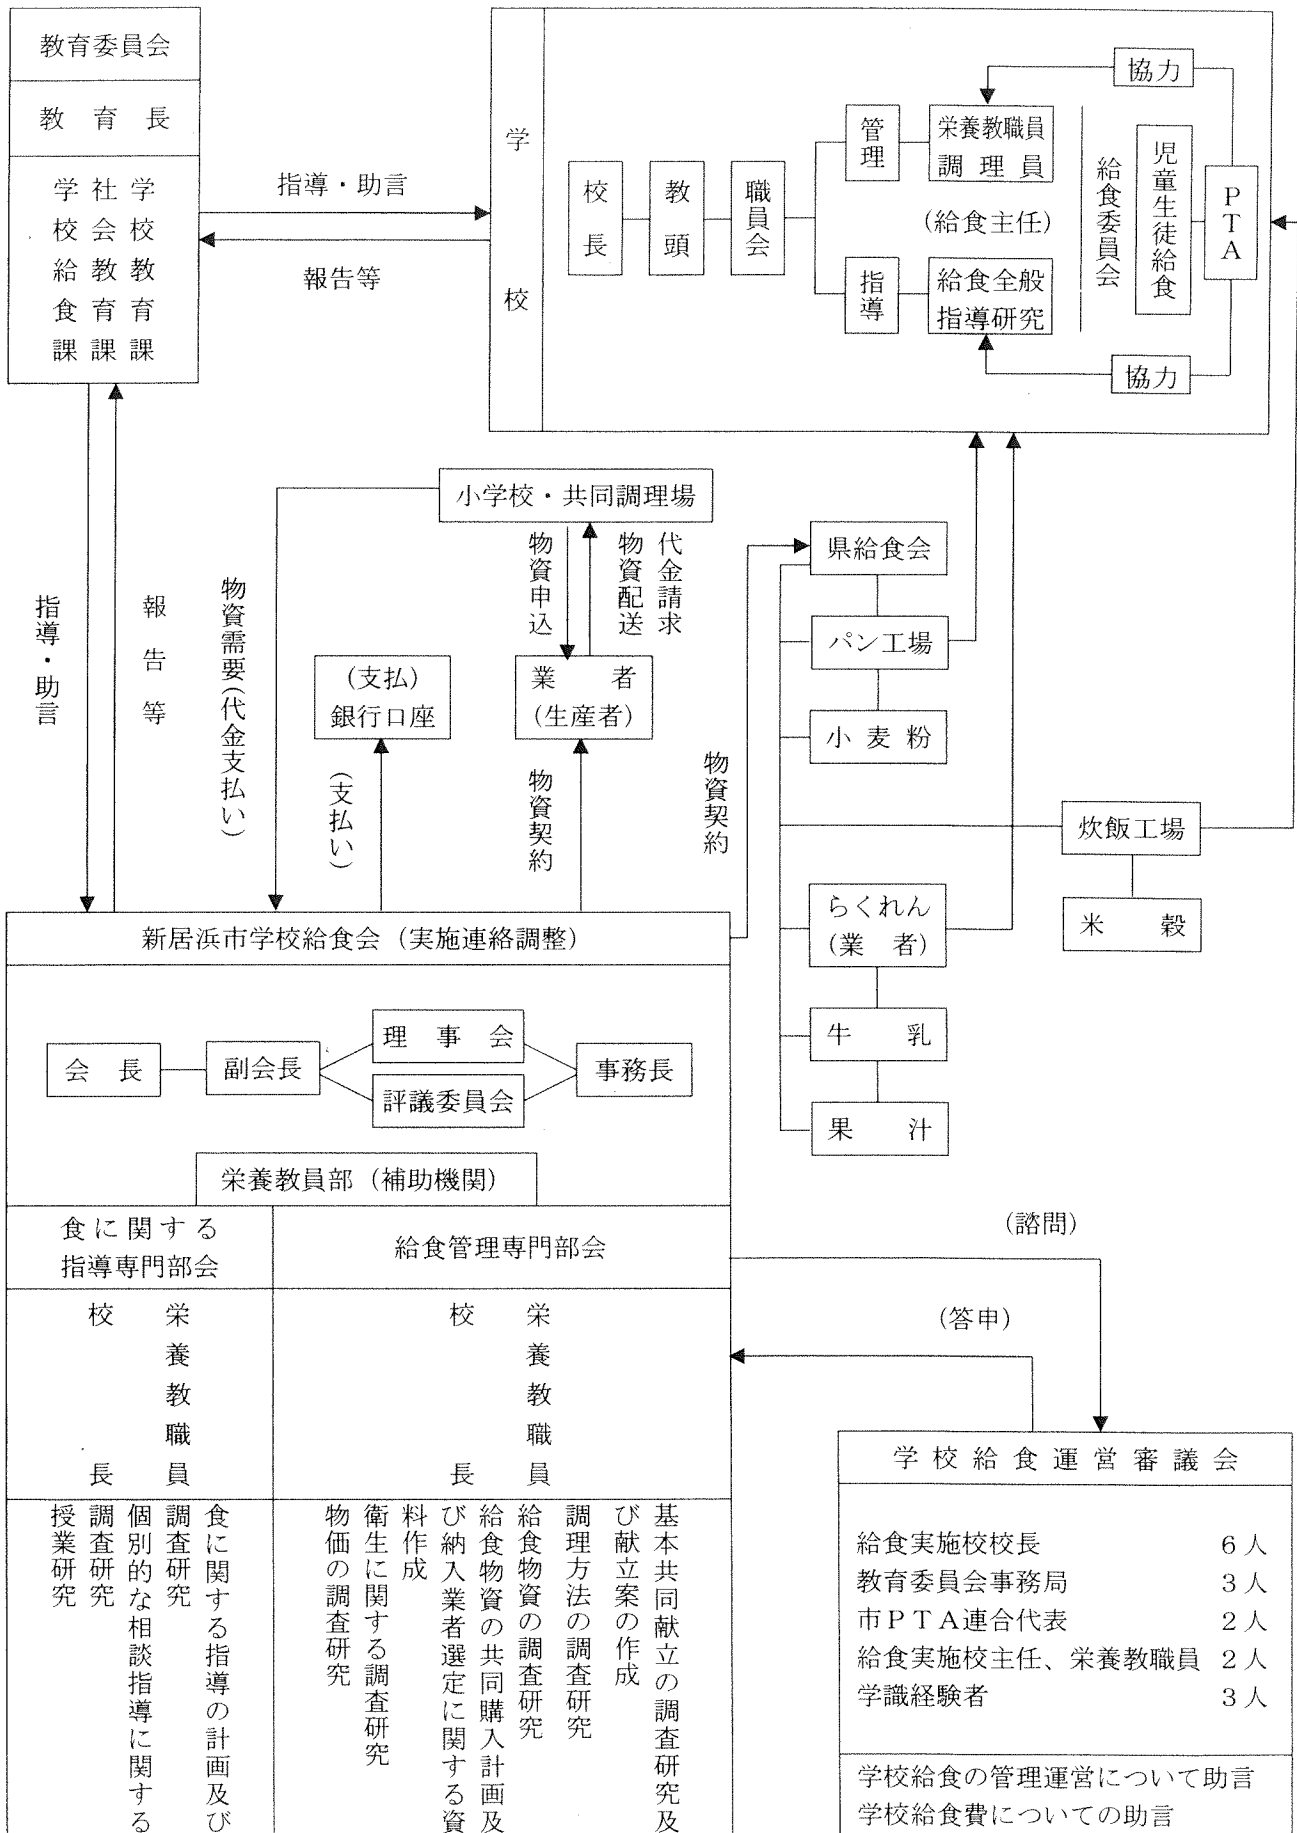 教育委員会
教育長
学校教育課
社会教育課
学校給食課
指導・助言
報告等
学校
校長
教頭
職員会
管理
指導
栄養教職員
調理員
(給食主任)
給食全般
指導研究
給食委員会
児童生徒給食
PTA
協力
協力
指導・助言
報告等
物資需要(代金支払い)
小学校・共同調理場
物資申込
物資配送
代金請求
(支払)
銀行口座
業者
(生産者)
(支払い)
物資契約
物資契約
県給食会
パン工場
小麦粉
炊飯工場
米穀
らくれん
(業者)
牛乳
果汁
新居浜市学校給食会(実施連絡調整)
会長
副会長
理事会
評議委員会
事務長
栄養教員部(補助機関)
食に関する
指導専門部会
給食管理専門部会
栄養教職員
校長
栄養教職員
校長
食に関する指導の計画及び
調査研究
個別的な相談指導に関する
調査研究
授業研究
基本共同献立の調査研究及
び献立案の作成
調理方法の調査研究
給食物資の調査研究
給食物資の共同購入計画及
び納入業者選定に関する資
料作成
衛生に関する調査研究
物価の調査研究
(諮問)
(答申)
学校給食運営審議会
給食実施校校長 6人
教育委員会事務局 3人
市PTA連合代表 2人
給食実施校主任、栄養教職員 2人
学識経験者 3人
学校給食の管理運営について助言
学校給食費についての助言